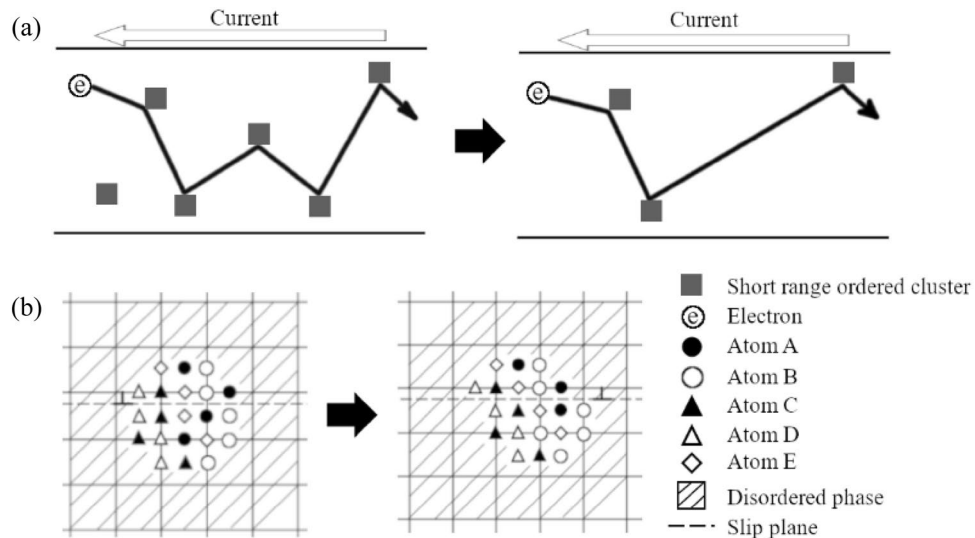 (a)
Current
Current
e
e
(b)
Short range ordered cluster
e Electron
Atom A
Atom B
Atom C
Atom D
Atom E
Disordered phase
Slip plane